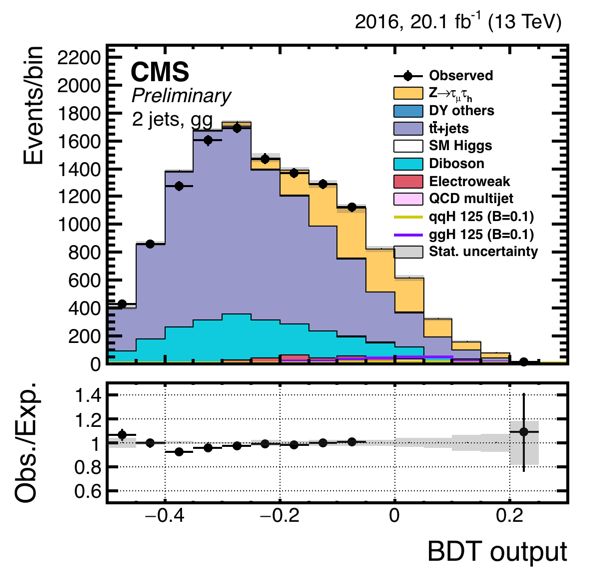 2016, 20.1 fb⁻¹ (13 TeV)
Events/bin
2200
2000
1800
1600
1400
1200
1000
800
600
400
200
0
CMS
Preliminary
2 jets, gg
Observed
Z→τμτh
DY others
tt̄+jets
SM Higgs
Diboson
Electroweak
QCD multijet
qqH 125 (B=0.1)
ggH 125 (B=0.1)
Stat. uncertainty
Obs./Exp.
1.4
1.2
1
0.8
0.6
−0.4 −0.2 0 0.2
BDT output